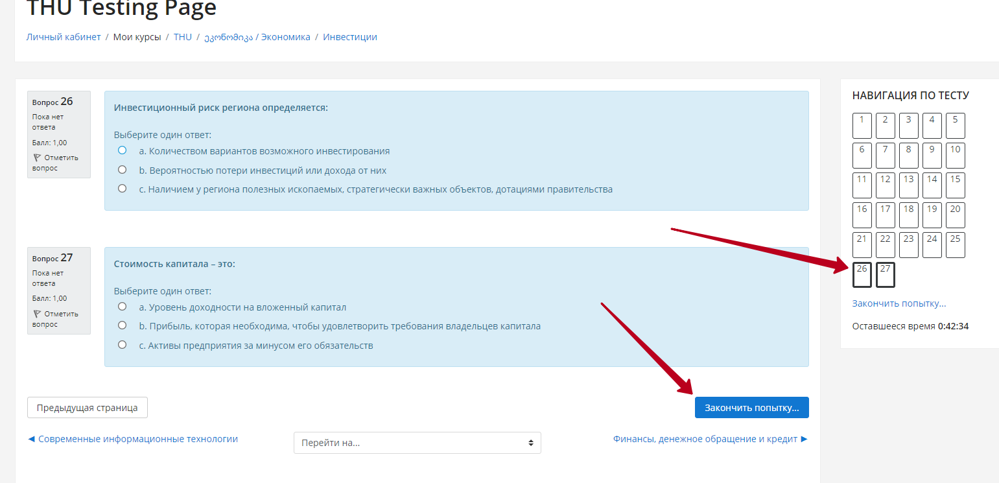 THU Testing Page
Личный кабинет / Мои курсы / THU / ეკონომიკა / Экономика / Инвестиции
Вопрос 26
Пока нет
ответа
Балл: 1,00
Отметить
вопрос
Инвестиционный риск региона определяется:
Выберите один ответ:
a. Количеством вариантов возможного инвестирования
b. Вероятностью потери инвестиций или дохода от них
c. Наличием у региона полезных ископаемых, стратегически важных объектов, дотациями правительства
Вопрос 27
Пока нет
ответа
Балл: 1,00
Отметить
вопрос
Стоимость капитала – это:
Выберите один ответ:
a. Уровень доходности на вложенный капитал
b. Прибыль, которая необходима, чтобы удовлетворить требования владельцев капитала
c. Активы предприятия за минусом его обязательств
Предыдущая страница
Закончить попытку...
◄ Современные информационные технологии
Перейти на...
Финансы, денежное обращение и кредит ►
НАВИГАЦИЯ ПО ТЕСТУ
1 2 3 4 5
6 7 8 9 10
11 12 13 14 15
16 17 18 19 20
21 22 23 24 25
26 27
Закончить попытку...
Оставшееся время 0:42:34